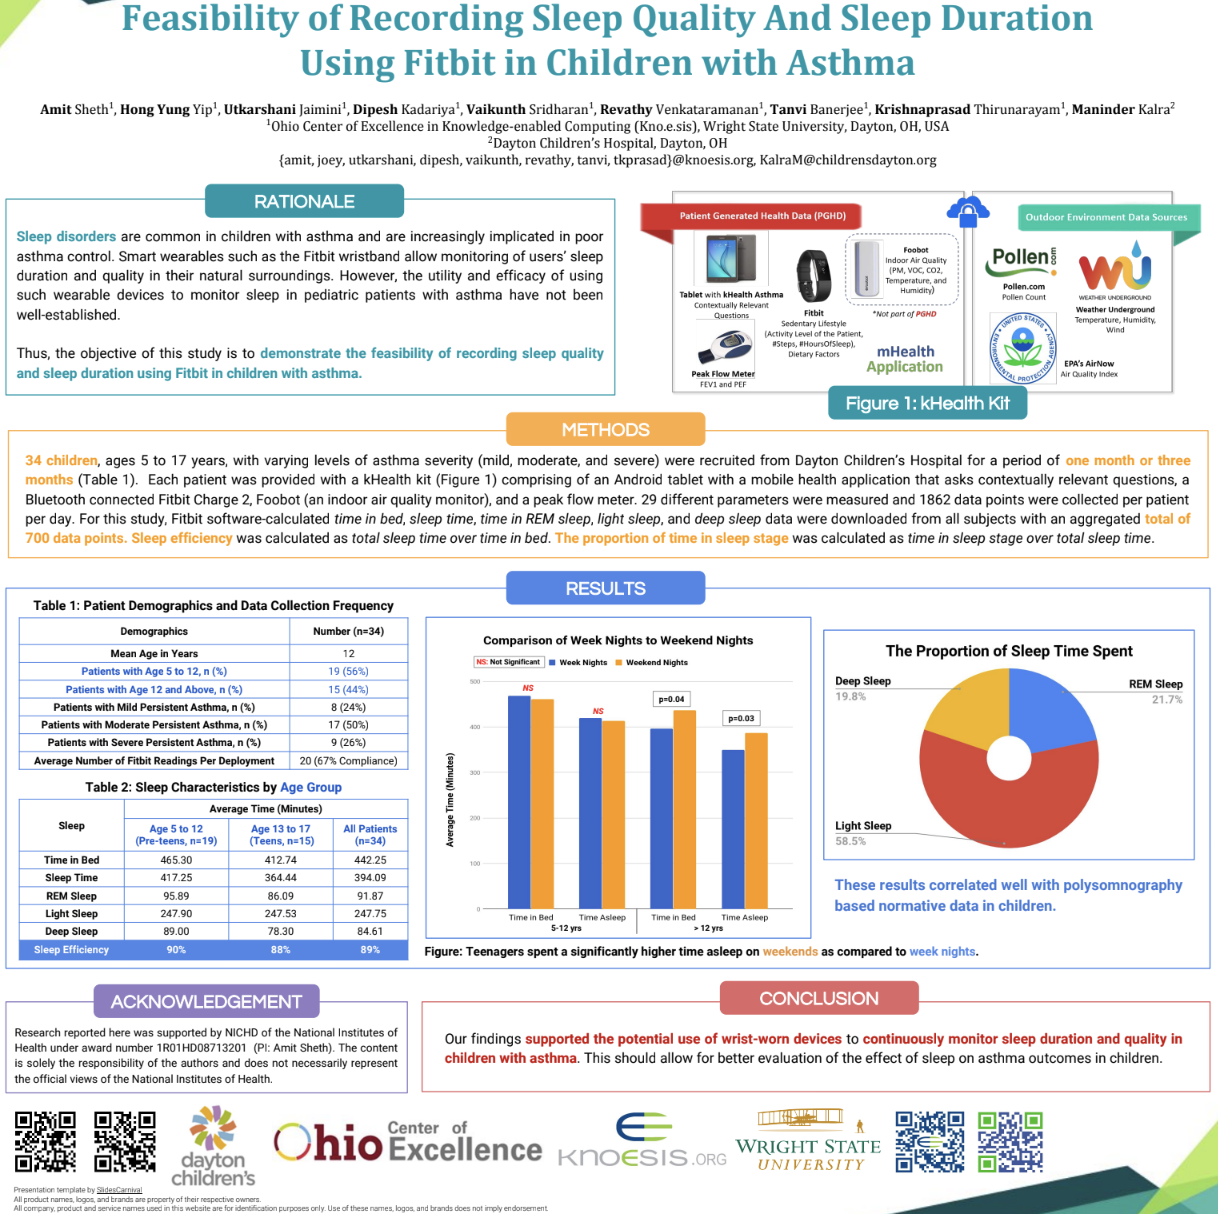 Feasibility of Recording Sleep Quality And Sleep Duration
Using Fitbit in Children with Asthma
Amit Sheth1, Hong Yung Yip1, Utkarshani Jaimini1, Dipesh Kadariya1, Vaikunth Sridharan1, Revathy Venkataramanan1, Tanvi Banerjee1, Krishnaprasad Thirunarayam1, Maninder Kalra2
1Ohio Center of Excellence in Knowledge-enabled Computing (Kno.e.sis), Wright State University, Dayton, OH, USA
2Dayton Children's Hospital, Dayton, OH
{amit, joey, utkarshani, dipesh, vaikunth, revathy, tanvi, tkprasad}@knoesis.org, KalraM@childrensdayton.org
RATIONALE
Sleep disorders are common in children with asthma and are increasingly implicated in poor
asthma control. Smart wearables such as the Fitbit wristband allow monitoring of users' sleep
duration and quality in their natural surroundings. However, the utility and efficacy of using
such wearable devices to monitor sleep in pediatric patients with asthma have not been
well-established.
Thus, the objective of this study is to demonstrate the feasibility of recording sleep quality
and sleep duration using Fitbit in children with asthma.
Patient Generated Health Data (PGHD)
Tablet with kHealth Asthma
Contextually Relevant
Questions
Peak Flow Meter
FEV1 and PEF
Fitbit
Sedentary Lifestyle
(Activity Level of the Patient,
#Steps, #HoursOfSleep),
Dietary Factors
Foobot
Indoor Air Quality
(PM, VOC, CO2,
Temperature, and
Humidity)
*Not part of PGHD
mHealth
Application
Outdoor Environment Data Sources
Pollen.com
Pollen.com
Pollen Count
WU
WEATHER UNDERGROUND
Weather Underground
Temperature, Humidity,
Wind
UNITED STATES
ENVIRONMENTAL PROTECTION AGENCY
EPA's AirNow
Air Quality Index
Figure 1: kHealth Kit
METHODS
34 children, ages 5 to 17 years, with varying levels of asthma severity (mild, moderate, and severe) were recruited from Dayton Children's Hospital for a period of one month or three
months (Table 1). Each patient was provided with a kHealth kit (Figure 1) comprising of an Android tablet with a mobile health application that asks contextually relevant questions, a
Bluetooth connected Fitbit Charge 2, Foobot (an indoor air quality monitor), and a peak flow meter. 29 different parameters were measured and 1862 data points were collected per patient
per day. For this study, Fitbit software-calculated time in bed, sleep time, time in REM sleep, light sleep, and deep sleep data were downloaded from all subjects with an aggregated total of
700 data points. Sleep efficiency was calculated as total sleep time over time in bed. The proportion of time in sleep stage was calculated as time in sleep stage over total sleep time.
RESULTS
Table 1: Patient Demographics and Data Collection Frequency
Demographics Number (n=34)
Mean Age in Years 12
Patients with Age 5 to 12, n (%) 19 (56%)
Patients with Age 12 and Above, n (%) 15 (44%)
Patients with Mild Persistent Asthma, n (%) 8 (24%)
Patients with Moderate Persistent Asthma, n (%) 17 (50%)
Patients with Severe Persistent Asthma, n (%) 9 (26%)
Average Number of Fitbit Readings Per Deployment 20 (67% Compliance)
Table 2: Sleep Characteristics by Age Group
Sleep
Average Time (Minutes)
Age 5 to 12 Age 13 to 17 All Patients
(Pre-teens, n=19) (Teens, n=15) (n=34)
Time in Bed 465.30 412.74 442.25
Sleep Time 417.25 364.44 394.09
REM Sleep 95.89 86.09 91.87
Light Sleep 247.90 247.53 247.75
Deep Sleep 89.00 78.30 84.61
Sleep Efficiency 90% 88% 89%
Comparison of Week Nights to Weekend Nights
NS: Not Significant Week Nights Weekend Nights
Average Time (Minutes)
500
400
300
200
100
0
NS
NS
p=0.04
p=0.03
Time in Bed Time Asleep Time in Bed Time Asleep
5-12 yrs > 12 yrs
Figure: Teenagers spent a significantly higher time asleep on weekends as compared to week nights.
The Proportion of Sleep Time Spent
Deep Sleep
19.8%
REM Sleep
21.7%
Light Sleep
58.5%
These results correlated well with polysomnography
based normative data in children.
ACKNOWLEDGEMENT
Research reported here was supported by NICHD of the National Institutes of
Health under award number 1R01HD08713201 (PI: Amit Sheth). The content
is solely the responsibility of the authors and does not necessarily represent
the official views of the National Institutes of Health.
CONCLUSION
Our findings supported the potential use of wrist-worn devices to continuously monitor sleep duration and quality in
children with asthma. This should allow for better evaluation of the effect of sleep on asthma outcomes in children.
dayton
children's
Ohio Center of Excellence
KNOESIS.ORG
WRIGHT STATE
UNIVERSITY
Presentation template by SlidesCarnival
All product names, logos, and brands are property of their respective owners.
All company, product and service names used in this website are for identification purposes only. Use of these names, logos, and brands does not imply endorsement.